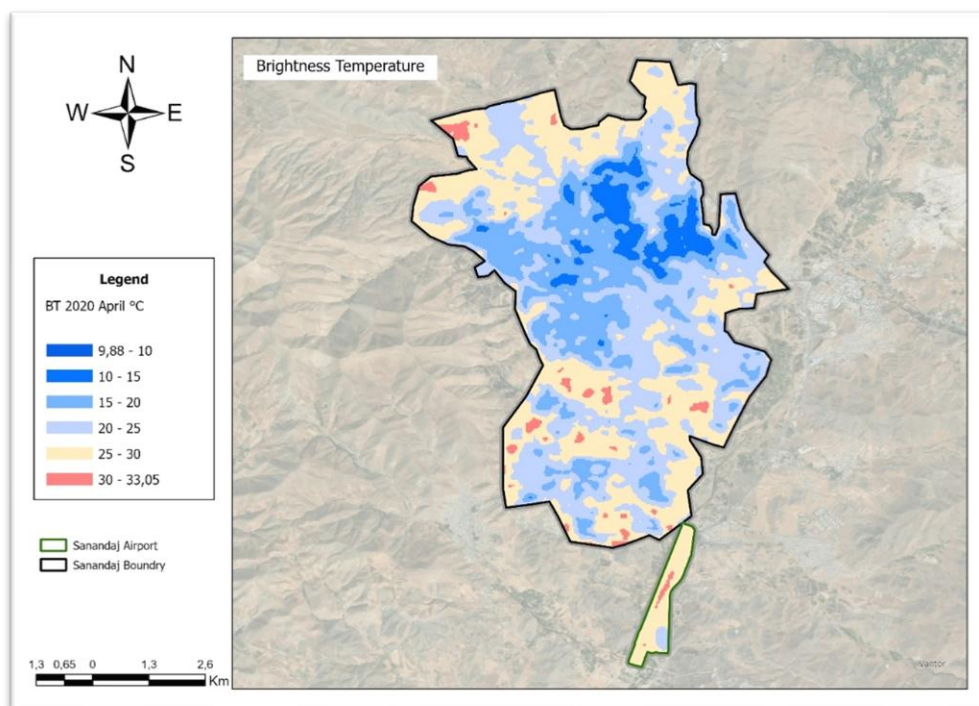 Brightness Temperature
N
W E
S
Legend
BT 2020 April °C
9,88 - 10
10 - 15
15 - 20
20 - 25
25 - 30
30 - 33,05
Sanandaj Airport
Sanandaj Boundry
1,3 0,65 0 1,3 2,6
Km
Vantor